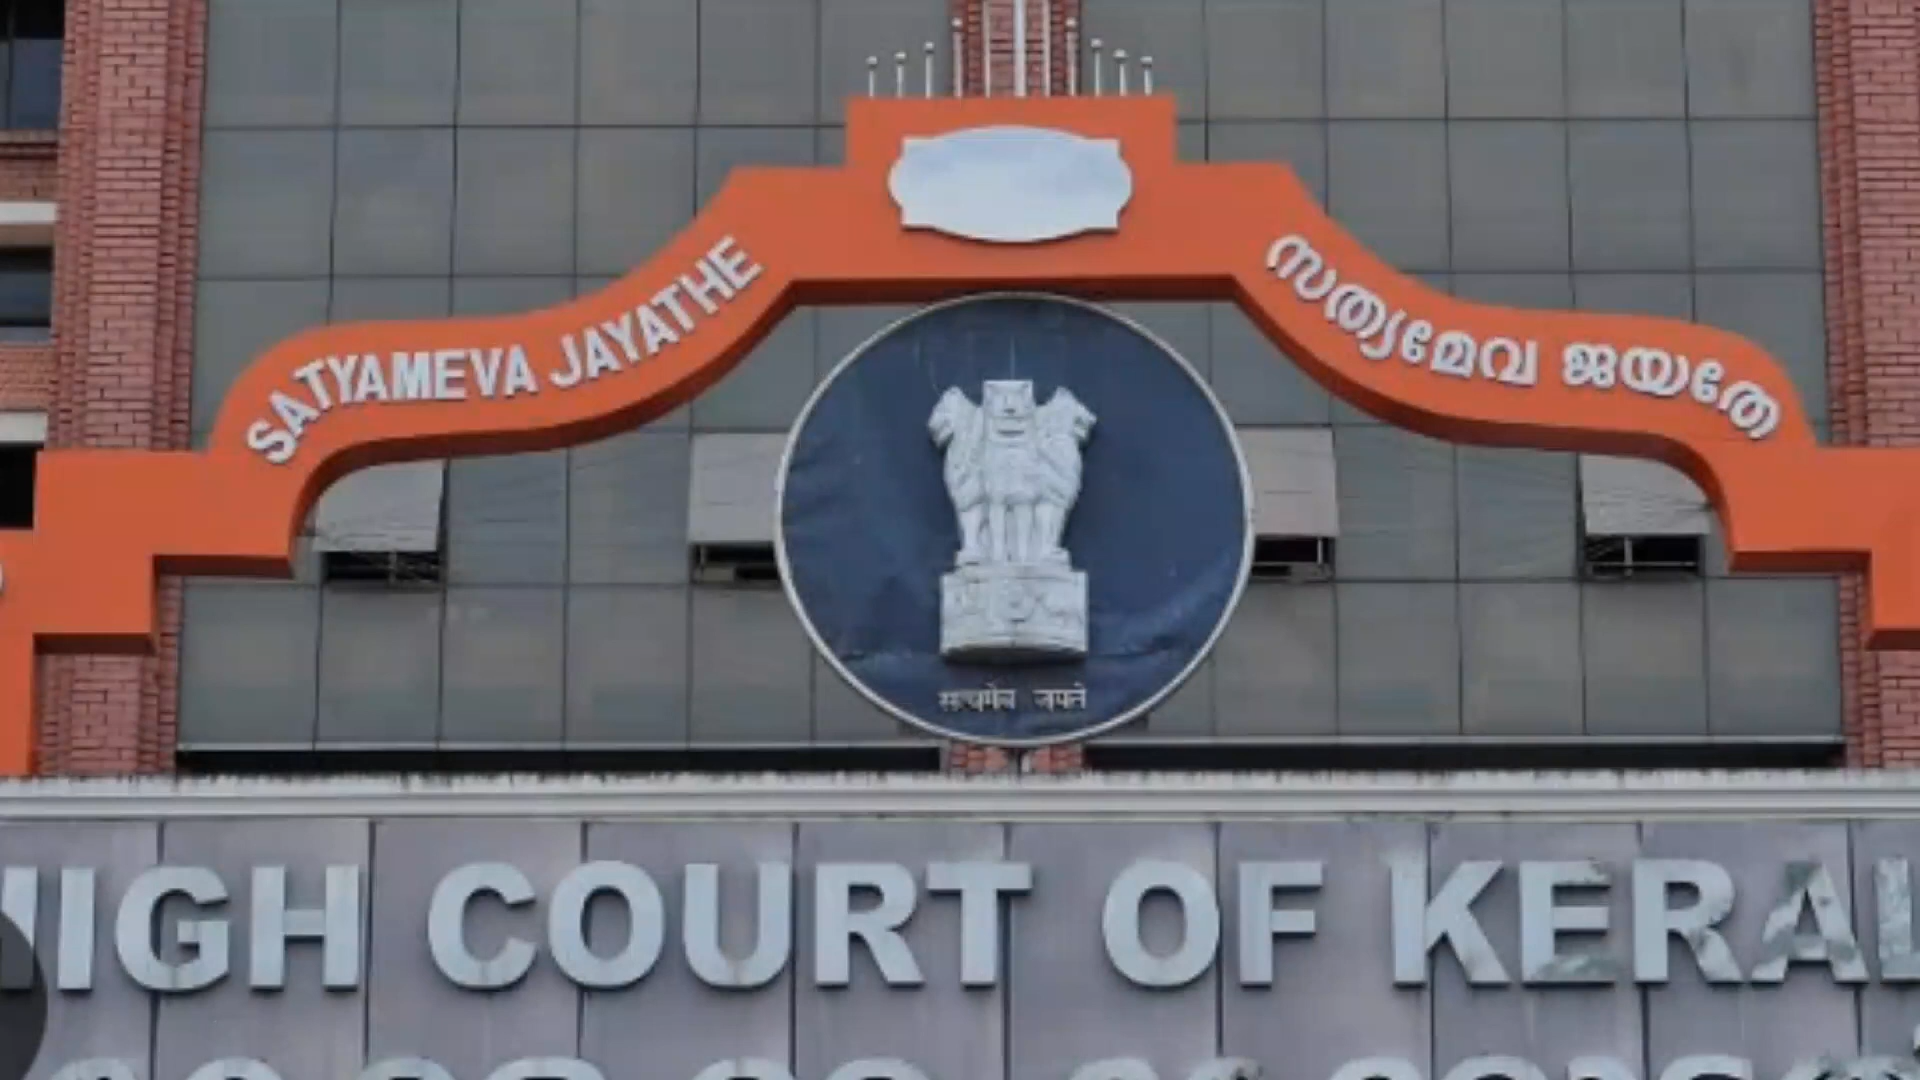 SATYAMEVA JAYATHE
സത്യമേവ ജയതേ
सत्यमेव जयते
HIGH COURT OF KERAL